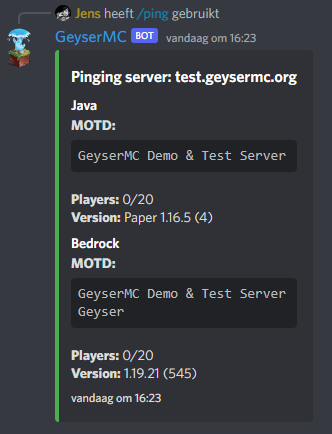 Jens heeft /ping gebruikt
GeyserMC BOT vandaag om 16:23
Pinging server: test.geysermc.org
Java
MOTD:
GeyserMC Demo & Test Server
Players: 0/20
Version: Paper 1.16.5 (4)
Bedrock
MOTD:
GeyserMC Demo & Test Server
Geyser
Players: 0/20
Version: 1.19.21 (545)
vandaag om 16:23